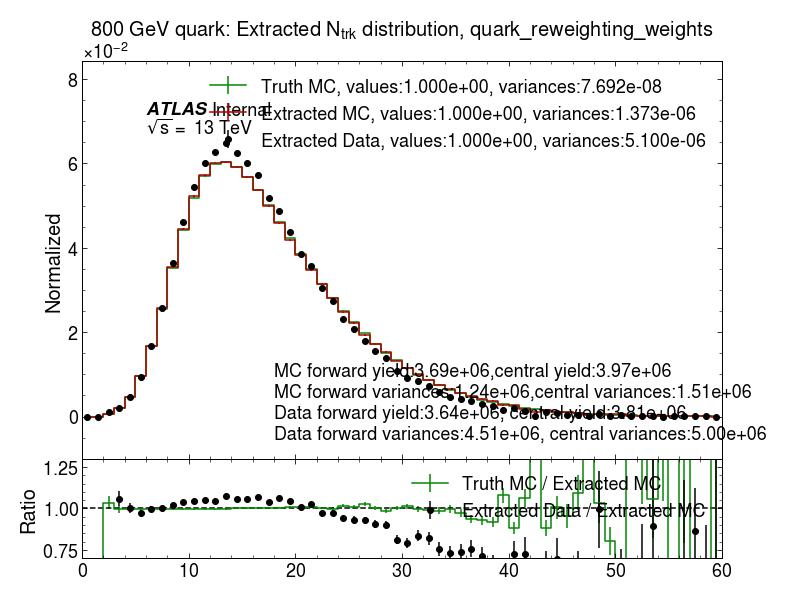 800 GeV quark: Extracted Ntrk distribution, quark_reweighting_weights
×10−2
Truth MC, values:1.000e+00, variances:7.692e-08
ATLAS Internal
Extracted MC, values:1.000e+00, variances:1.373e-06
√s = 13 TeV
Extracted Data, values:1.000e+00, variances:5.100e-06
8
6
4
2
0
Normalized
MC forward yield:3.69e+06,central yield:3.97e+06
MC forward variances:1.24e+06,central variances:1.51e+06
Data forward yield:3.64e+06, central yield:3.81e+06
Data forward variances:4.51e+06, central variances:5.00e+06
1.25
1.00
0.75
Ratio
Truth MC / Extracted MC
Extracted Data / Extracted MC
0 10 20 30 40 50 60